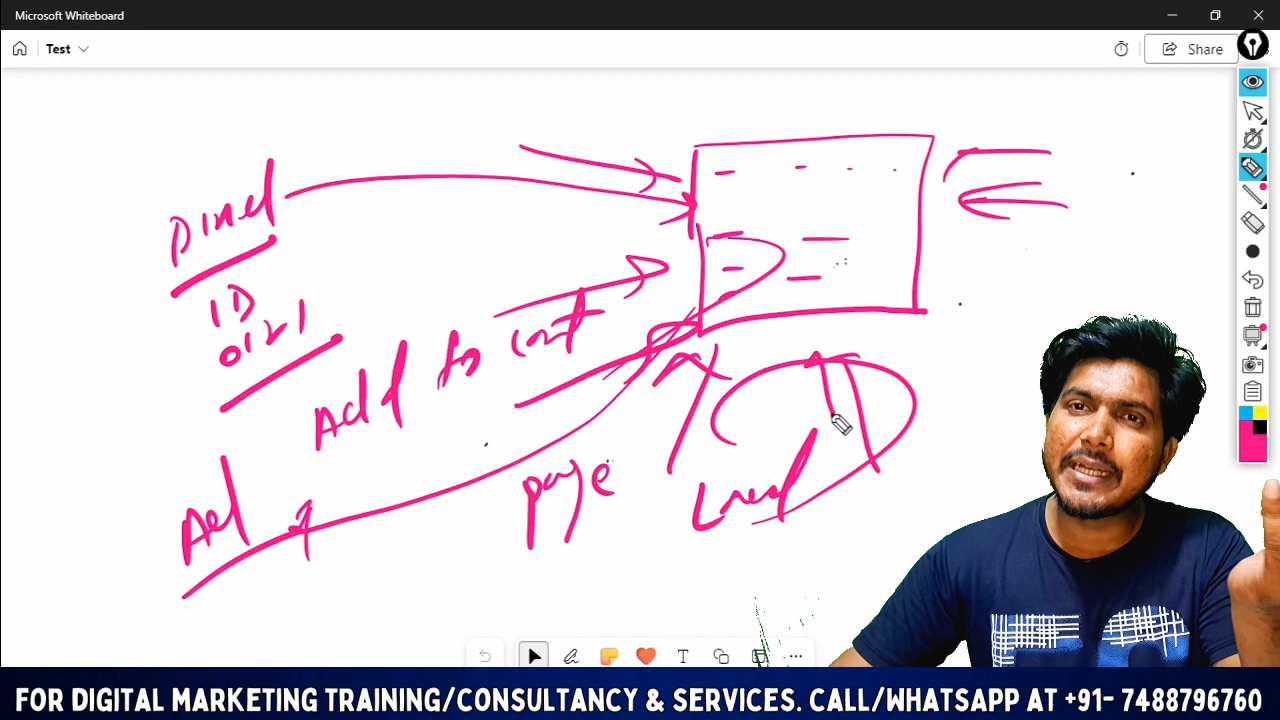 Microsoft Whiteboard
Test
Share
pixel
ID
0121
Add to cart
Ad
page
Lead
FOR DIGITAL MARKETING TRAINING/CONSULTANCY & SERVICES. CALL/WHATSAPP AT +91- 7488796760